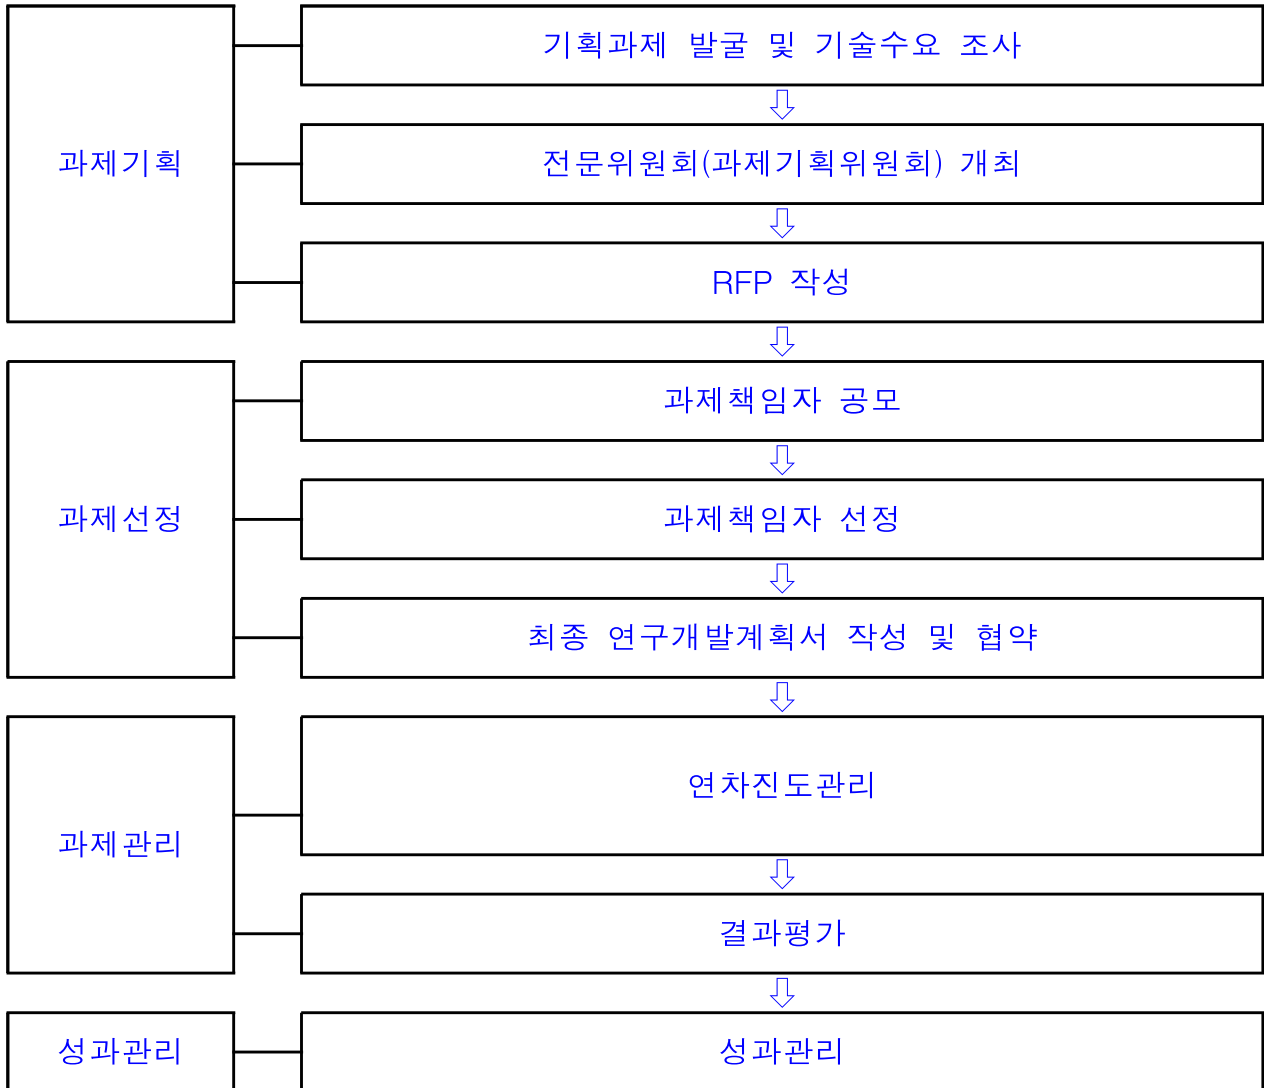 과제기획
기획과제 발굴 및 기술수요 조사
전문위원회(과제기획위원회) 개최
RFP 작성
과제선정
과제책임자 공모
과제책임자 선정
최종 연구개발계획서 작성 및 협약
과제관리
연차진도관리
결과평가
성과관리
성과관리